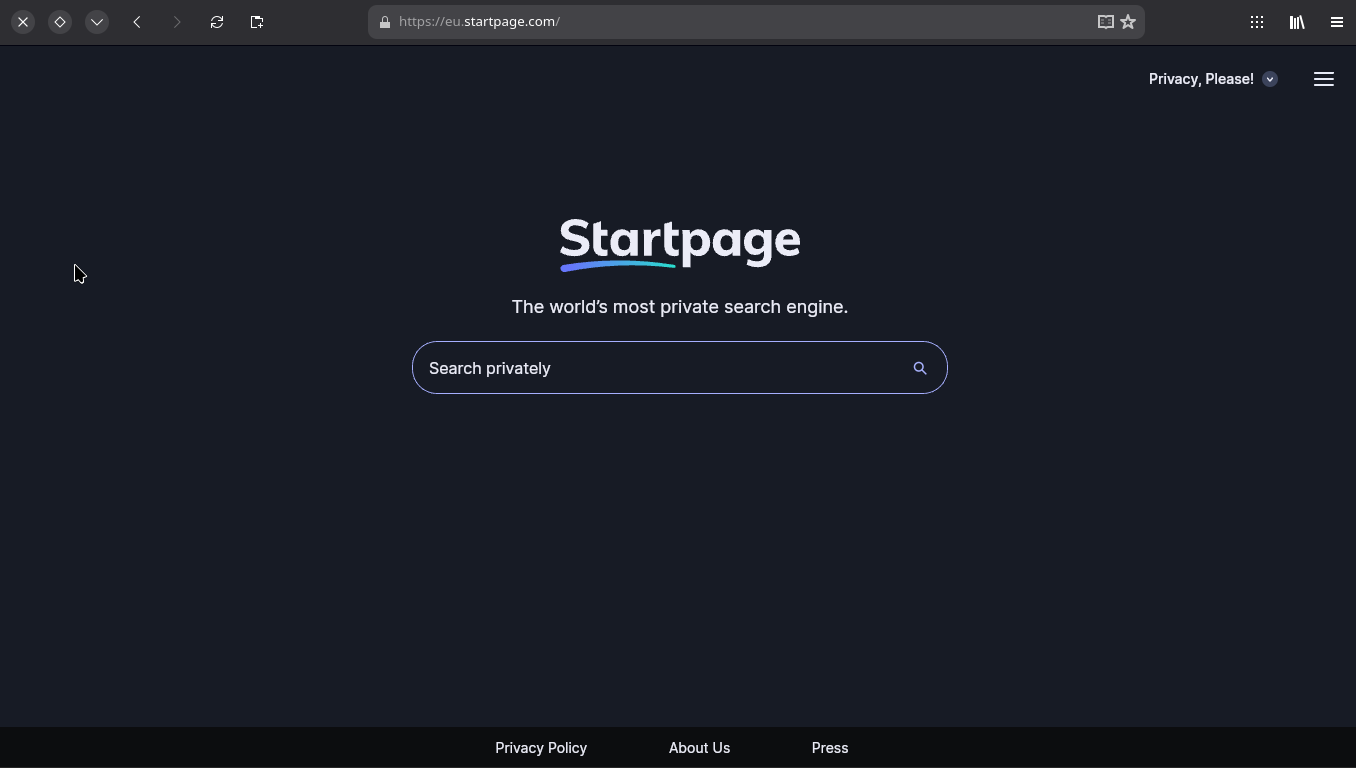 https://eu.startpage.com/
Privacy, Please!
Startpage
The world’s most private search engine.
Search privately
Privacy Policy
About Us
Press